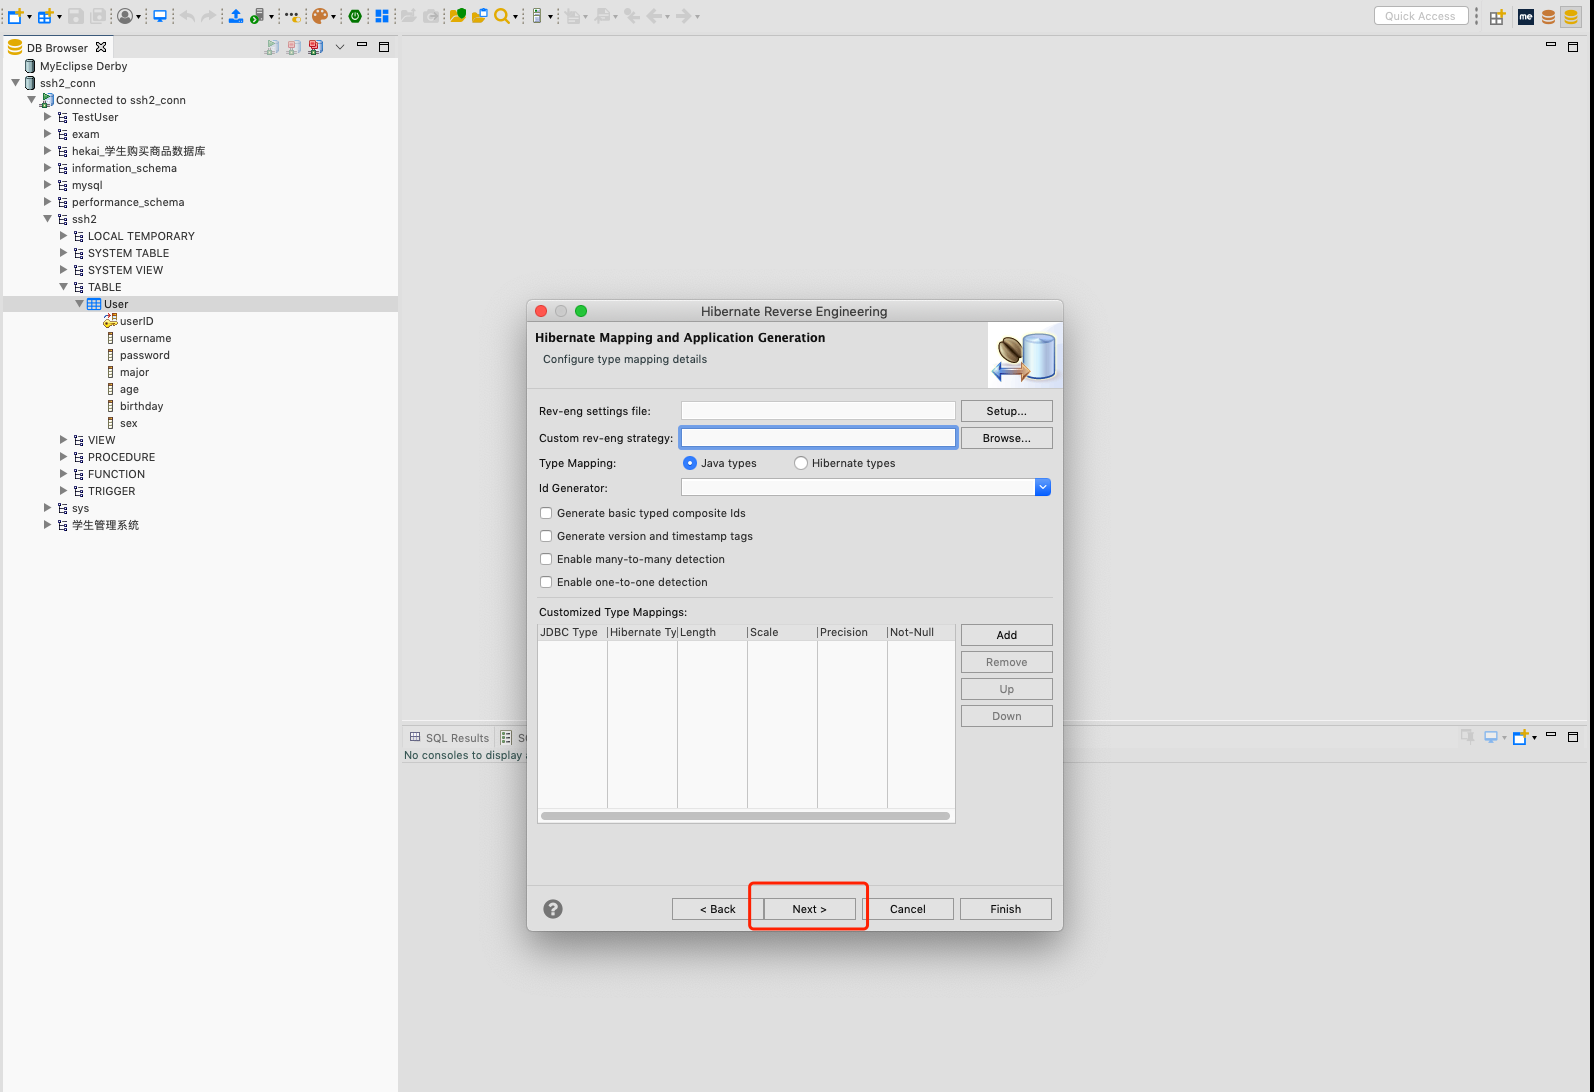 Quick Access
me
DB Browser
MyEclipse Derby
ssh2_conn
Connected to ssh2_conn
TestUser
exam
hekai_学生购买商品数据库
information_schema
mysql
performance_schema
ssh2
LOCAL TEMPORARY
SYSTEM TABLE
SYSTEM VIEW
TABLE
User
userID
username
password
major
age
birthday
sex
VIEW
PROCEDURE
FUNCTION
TRIGGER
sys
学生管理系统
Hibernate Reverse Engineering
Hibernate Mapping and Application Generation
Configure type mapping details
Rev-eng settings file: Setup...
Custom rev-eng strategy: Browse...
Type Mapping: Java types Hibernate types
Id Generator:
Generate basic typed composite Ids
Generate version and timestamp tags
Enable many-to-many detection
Enable one-to-one detection
Customized Type Mappings:
JDBC Type Hibernate Ty Length Scale Precision Not-Null
Add
Remove
Up
Down
SQL Results
No consoles to display
? < Back Next > Cancel Finish